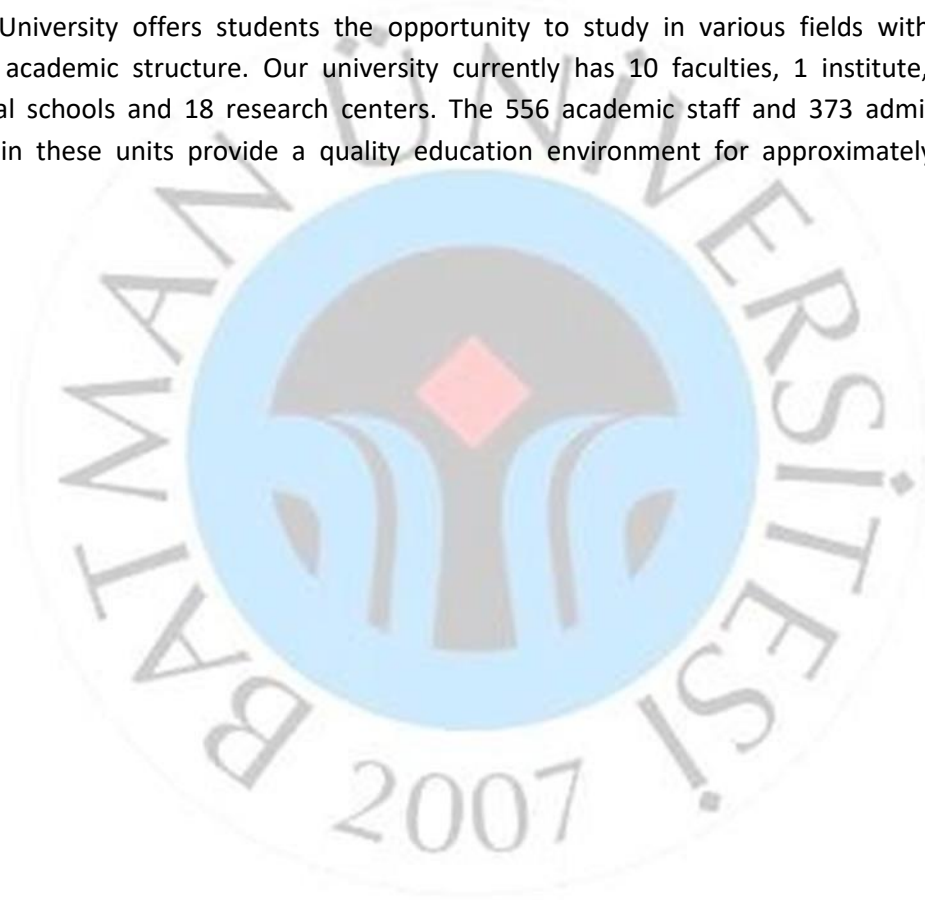 University offers students the opportunity to study in various fields with
academic structure. Our university currently has 10 faculties, 1 institute,
al schools and 18 research centers. The 556 academic staff and 373 admi
in these units provide a quality education environment for approximately
BATMAN ÜNİVERSİTESİ
2007